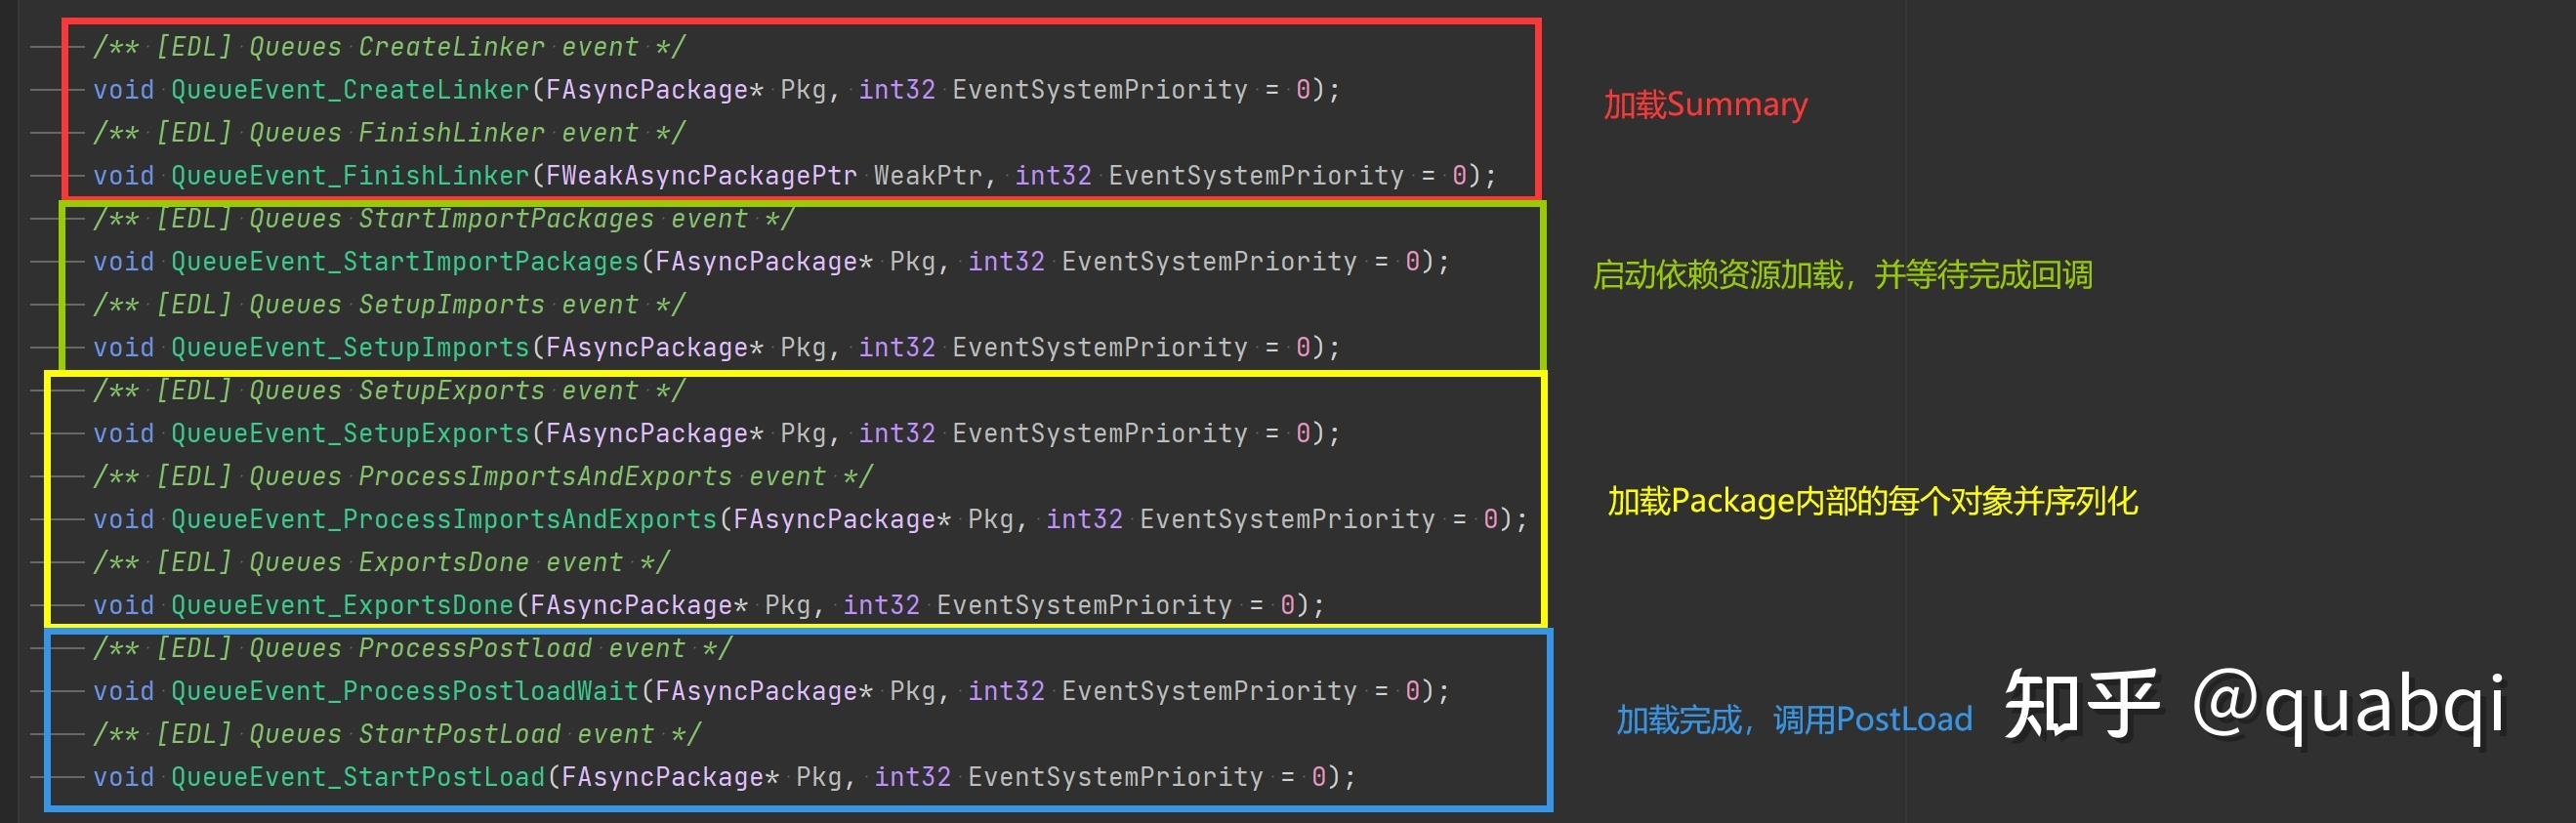 /** [EDL] Queues CreateLinker event */
void QueueEvent_CreateLinker(FAsyncPackage* Pkg, int32 EventSystemPriority = 0);
加载Summary
/** [EDL] Queues FinishLinker event */
void QueueEvent_FinishLinker(FWeakAsyncPackagePtr WeakPtr, int32 EventSystemPriority = 0);
/** [EDL] Queues StartImportPackages event */
void QueueEvent_StartImportPackages(FAsyncPackage* Pkg, int32 EventSystemPriority = 0);
启动依赖资源加载，并等待完成回调
/** [EDL] Queues SetupImports event */
void QueueEvent_SetupImports(FAsyncPackage* Pkg, int32 EventSystemPriority = 0);
/** [EDL] Queues SetupExports event */
void QueueEvent_SetupExports(FAsyncPackage* Pkg, int32 EventSystemPriority = 0);
/** [EDL] Queues ProcessImportsAndExports event */
加载Package内部的每个对象并序列化
void QueueEvent_ProcessImportsAndExports(FAsyncPackage* Pkg, int32 EventSystemPriority = 0);
/** [EDL] Queues ExportsDone event */
void QueueEvent_ExportsDone(FAsyncPackage* Pkg, int32 EventSystemPriority = 0);
/** [EDL] Queues ProcessPostload event */
void QueueEvent_ProcessPostloadWait(FAsyncPackage* Pkg, int32 EventSystemPriority = 0);
加载完成，调用PostLoad
知乎 @quabqi
/** [EDL] Queues StartPostLoad event */
void QueueEvent_StartPostLoad(FAsyncPackage* Pkg, int32 EventSystemPriority = 0);